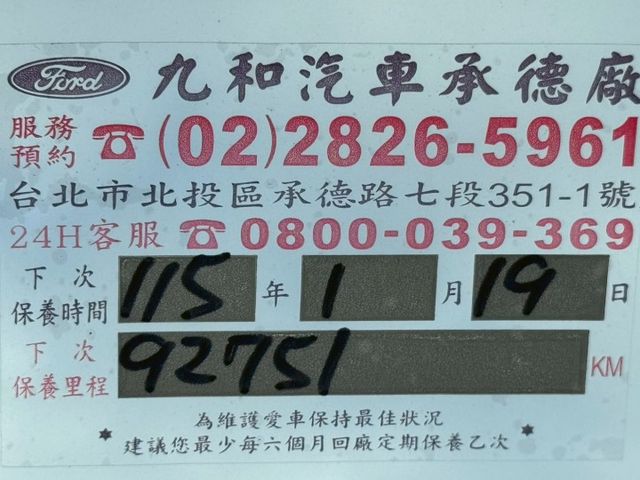 Ford 九和汽車承德廠
服務預約 ☎(02)2826-5961
台北市北投區承德路七段351-1號
24H客服 ☎0800-039-369
下次保養時間 115 年 1 月 19 日
下次保養里程 92751 KM
為維護愛車保持最佳狀況
* 建議您最少每六個月回廠定期保養乙次 *